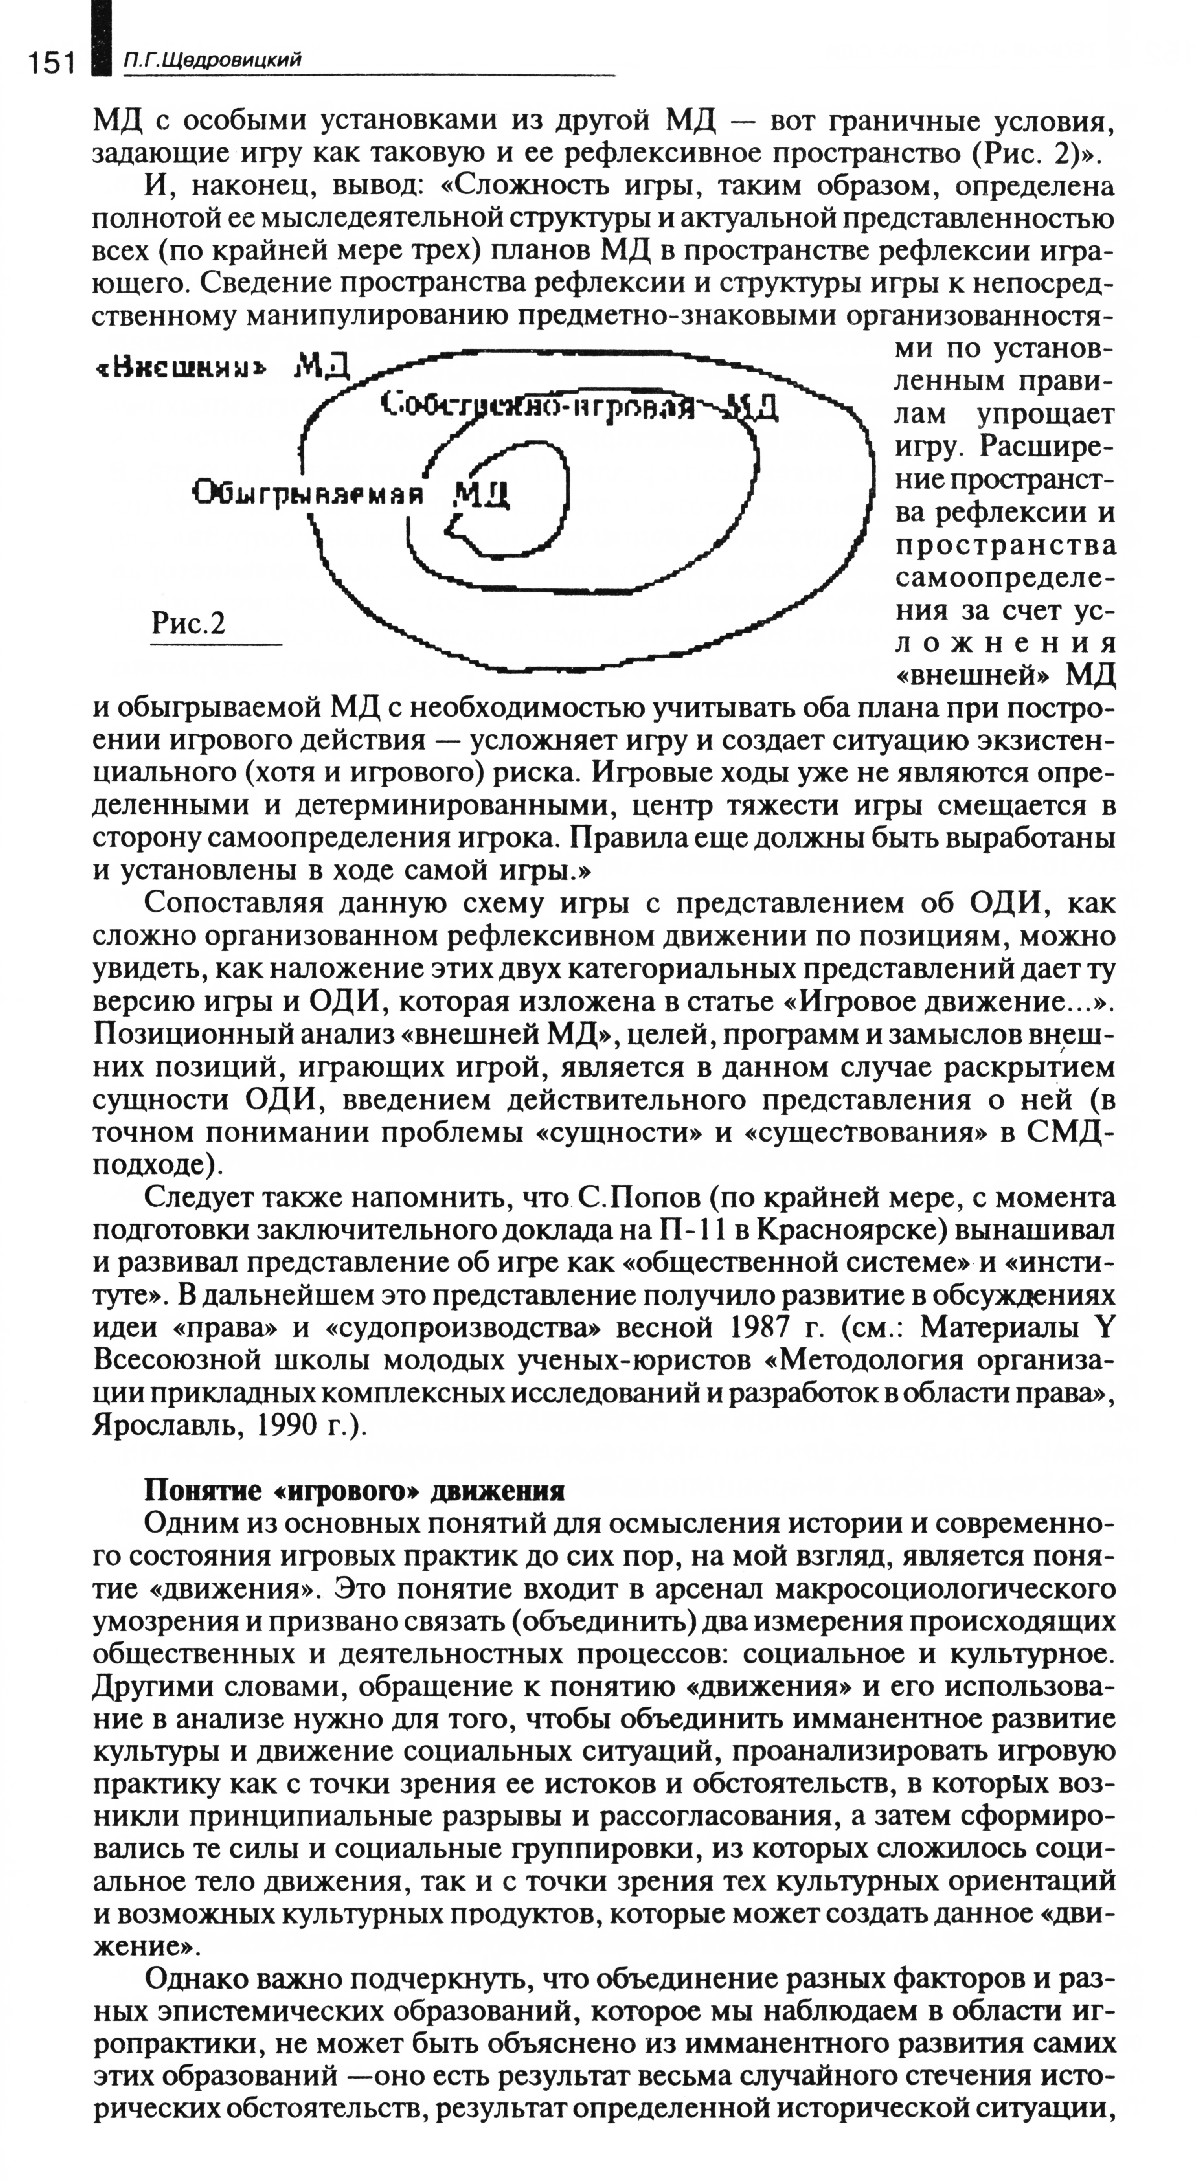 151
П.Г.Щедровицкий
МД с особыми установками из другой МД — вот граничные условия,
задающие игру как таковую и ее рефлексивное пространство (Рис. 2)».
И, наконец, вывод: «Сложность игры, таким образом, определена
полнотой ее мыследеятельной структуры и актуальной представленностью
всех (по крайней мере трех) планов МД в пространстве рефлексии игра-
ющего. Сведение пространства рефлексии и структуры игры к непосред-
ственному манипулированию предметно-знаковыми организованностя-
«Внешняя» МД
Собственно-игровая МД
Обыгрываемая МД
Рис.2
ми по установ-
ленным прави-
лам упрощает
игру. Расшире-
ние пространст-
ва рефлексии и
пространства
самоопределе-
ния за счет ус-
ложнения
«внешней» МД
и обыгрываемой МД с необходимостью учитывать оба плана при постро-
ении игрового действия — усложняет игру и создает ситуацию экзистен-
циального (хотя и игрового) риска. Игровые ходы уже не являются опре-
деленными и детерминированными, центр тяжести игры смещается в
сторону самоопределения игрока. Правила еще должны быть выработаны
и установлены в ходе самой игры.»
Сопоставляя данную схему игры с представлением об ОДИ, как
сложно организованном рефлексивном движении по позициям, можно
увидеть, как наложение этих двух категориальных представлений дает ту
версию игры и ОДИ, которая изложена в статье «Игровое движение...».
Позиционный анализ «внешней МД», целей, программ и замыслов внеш-
них позиций, играющих игрой, является в данном случае раскрытием
сущности ОДИ, введением действительного представления о ней (в
точном понимании проблемы «сущности» и «существования» в СМД-
подходе).
Следует также напомнить, что С.Попов (по крайней мере, с момента
подготовки заключительного доклада на П-11 в Красноярске) вынашивал
и развивал представление об игре как «общественной системе» и «инсти-
туте». В дальнейшем это представление получило развитие в обсуждениях
идеи «права» и «судопроизводства» весной 1987 г. (см.: Материалы Y
Всесоюзной школы молодых ученых-юристов «Методология организа-
ции прикладных комплексных исследований и разработок в области права»,
Ярославль, 1990 г.).
Понятие «игрового» движения
Одним из основных понятий для осмысления истории и современно-
го состояния игровых практик до сих пор, на мой взгляд, является поня-
тие «движения». Это понятие входит в арсенал макросоциологического
умозрения и призвано связать (объединить) два измерения происходящих
общественных и деятельностных процессов: социальное и культурное.
Другими словами, обращение к понятию «движения» и его использова-
ние в анализе нужно для того, чтобы объединить имманентное развитие
культуры и движение социальных ситуаций, проанализировать игровую
практику как с точки зрения ее истоков и обстоятельств, в которых воз-
никли принципиальные разрывы и рассогласования, а затем сформиро-
вались те силы и социальные группировки, из которых сложилось соци-
альное тело движения, так и с точки зрения тех культурных ориентаций
и возможных культурных продуктов, которые может создать данное «дви-
жение».
Однако важно подчеркнуть, что объединение разных факторов и раз-
ных эпистемических образований, которое мы наблюдаем в области иг-
ропрактики, не может быть объяснено из имманентного развития самих
этих образований —оно есть результат весьма случайного стечения исто-
рических обстоятельств, результат определенной исторической ситуации,